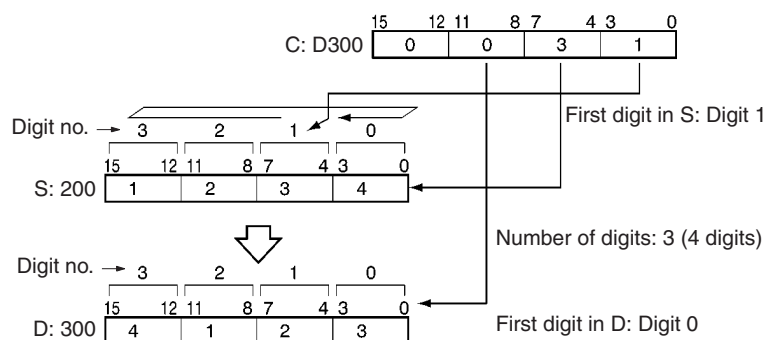 15 12 11 8 7 4 3 0
C: D300 0 0 3 1
First digit in S: Digit 1
Digit no. 3 2 1 0
15 12 11 8 7 4 3 0
S: 200 1 2 3 4
Number of digits: 3 (4 digits)
Digit no. 3 2 1 0
15 12 11 8 7 4 3 0
D: 300 4 1 2 3
First digit in D: Digit 0